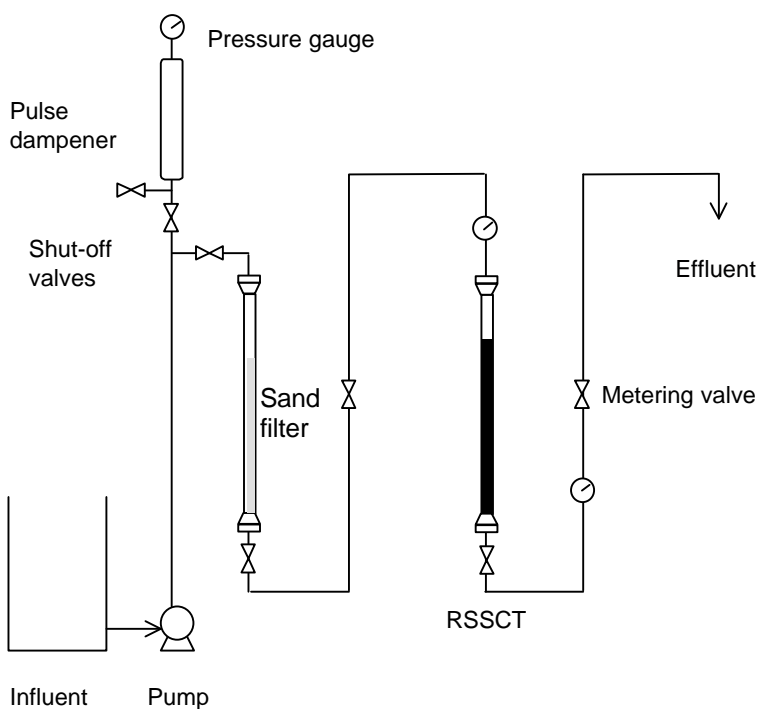 Pressure gauge
Pulse
dampener
Shut-off
valves
Effluent
Sand
filter
Metering valve
RSSCT
Influent
Pump